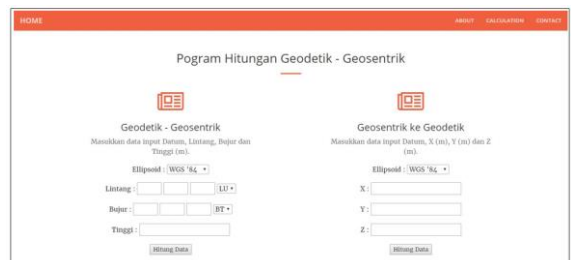 HOME
ABOUT CALCULATION CONTACT
Pogram Hitungan Geodetik - Geosentrik
Geodetik - Geosentrik
Masukkan data input Datum, Lintang, Bujur dan
Tinggi (m).
Ellipsoid : WGS '84
Lintang : LU
Bujur : BT
Tinggi :
Hitung Data
Geosentrik ke Geodetik
Masukkan data input Datum, X (m), Y (m) dan Z
(m).
Ellipsoid : WGS '84
X :
Y :
Z :
Hitung Data